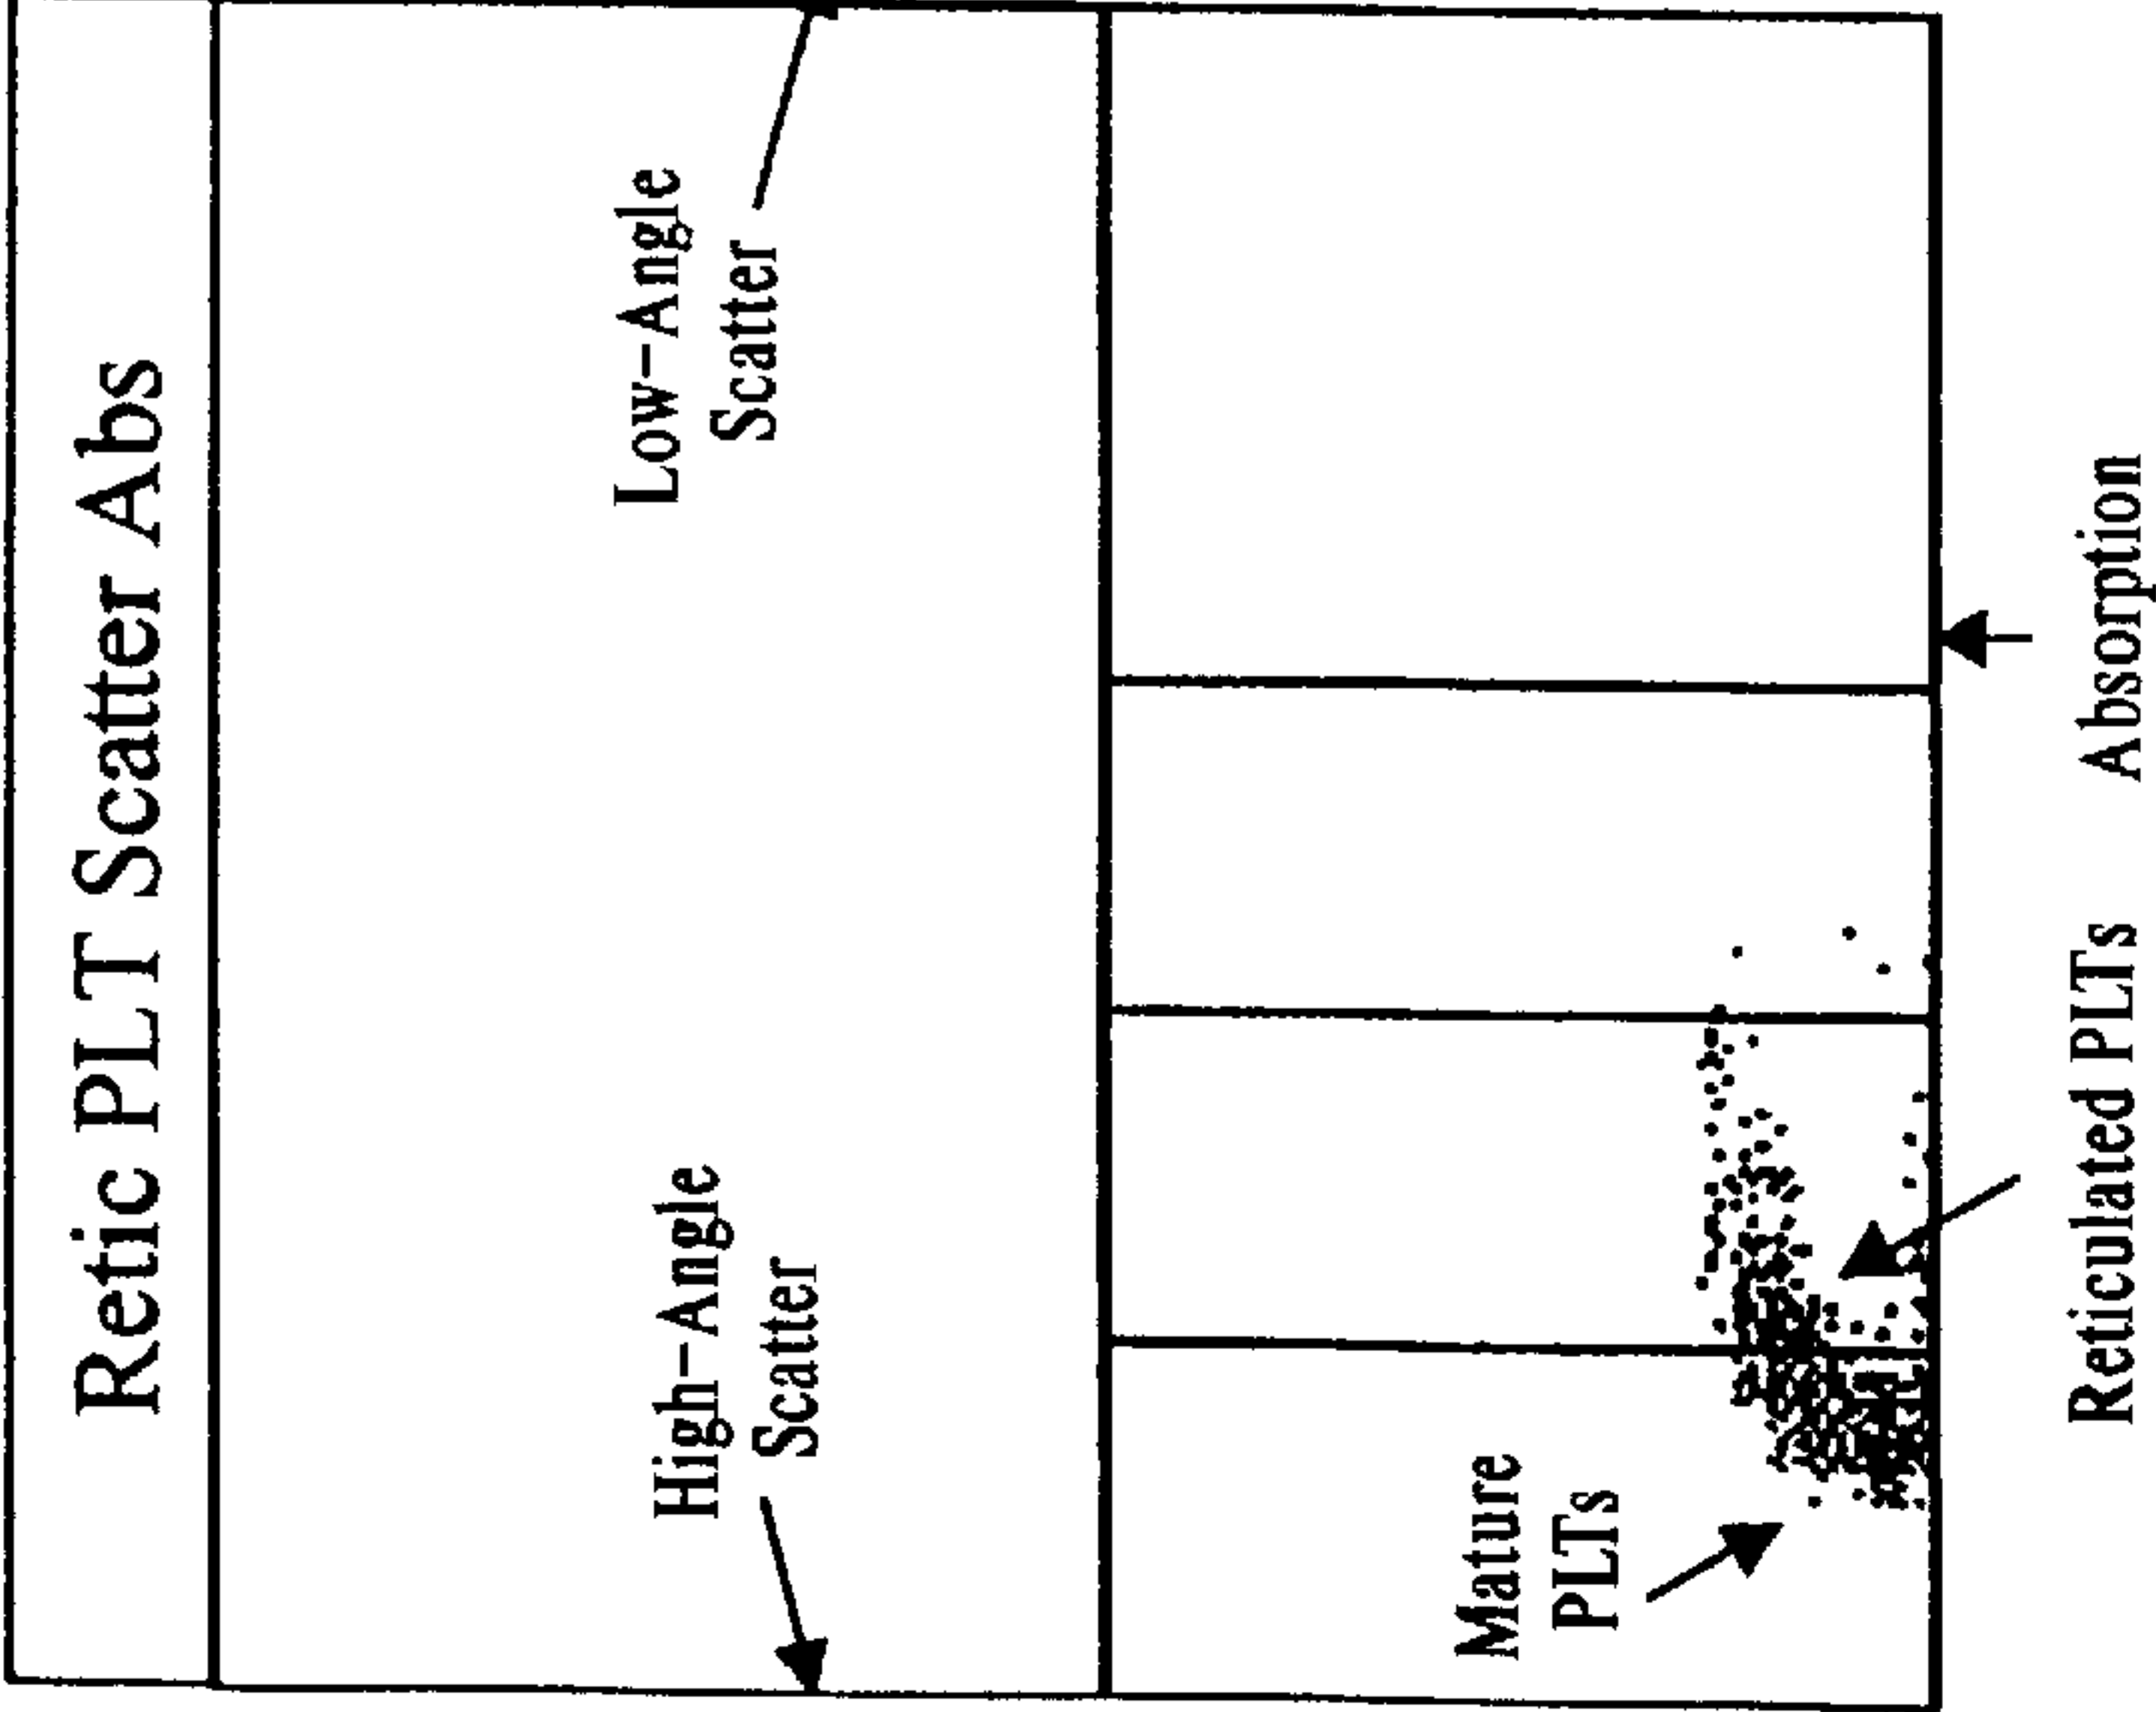 Retic PLT Scatter Abs
High-Angle
Scatter
Low-Angle
Scatter
Mature
PLTs
Reticulated PLTs
Absorption